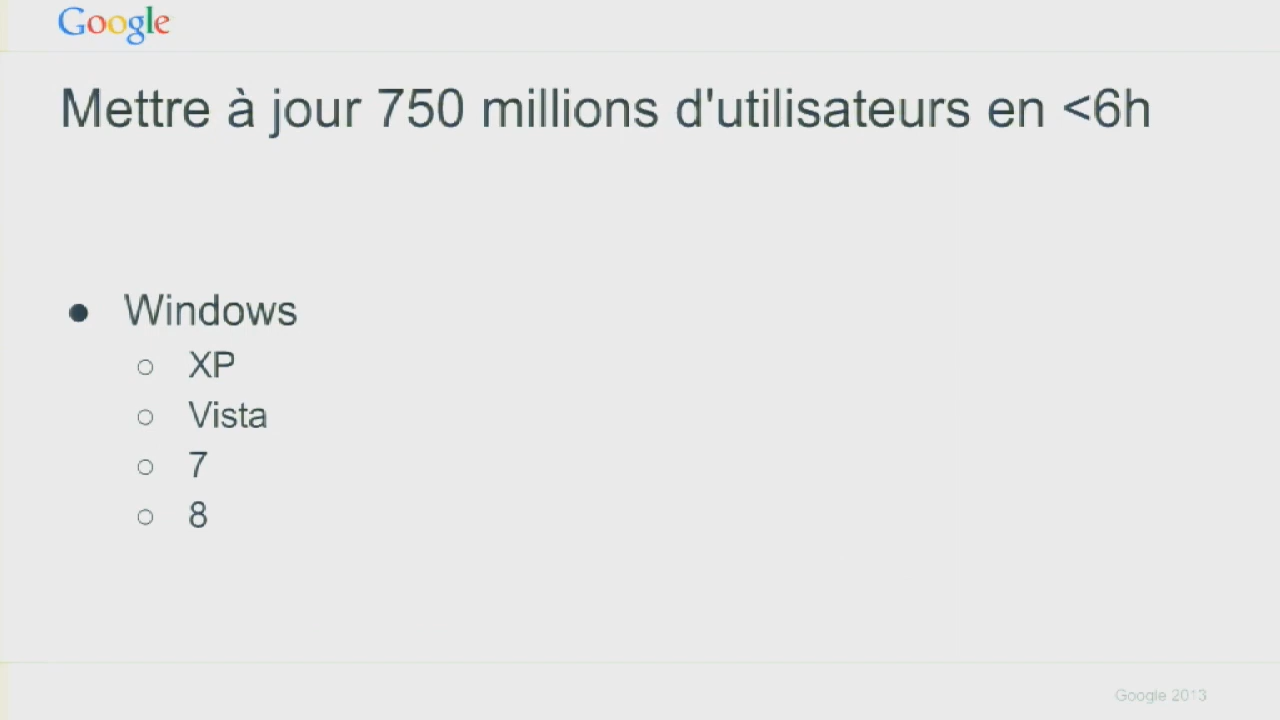 Google
Mettre à jour 750 millions d'utilisateurs en <6h
● Windows
○ XP
○ Vista
○ 7
○ 8
Google 2013